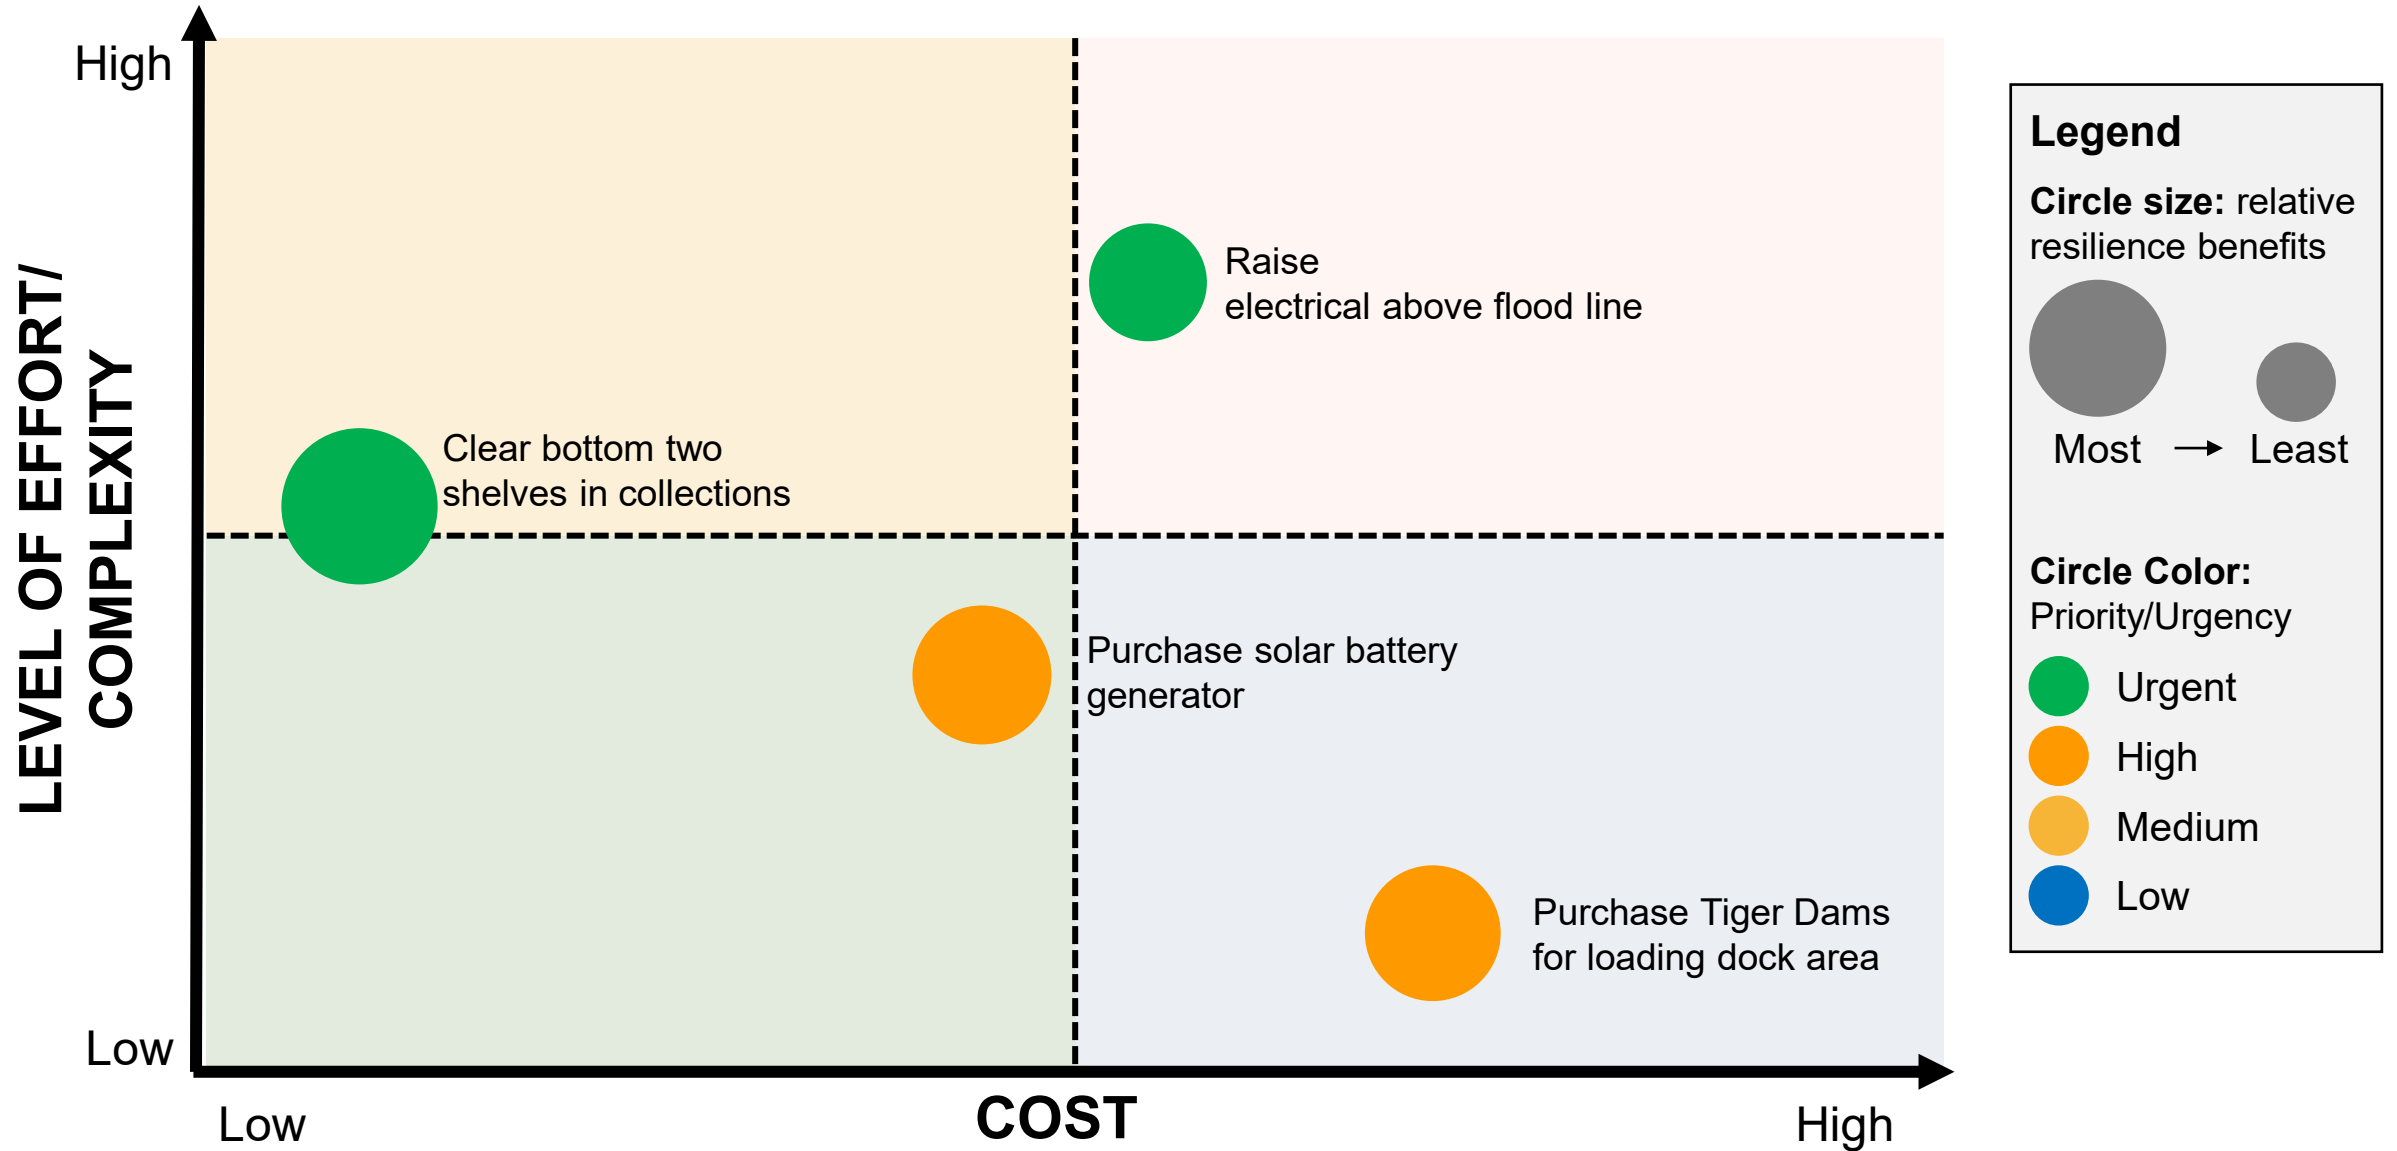 High
LEVEL OF EFFORT/
COMPLEXITY
Low
Raise
electrical above flood line
Clear bottom two
shelves in collections
Purchase solar battery
generator
Purchase Tiger Dams
for loading dock area
Low
COST
High
Legend
Circle size: relative
resilience benefits
Most
Least
Circle Color:
Priority/Urgency
Urgent
High
Medium
Low